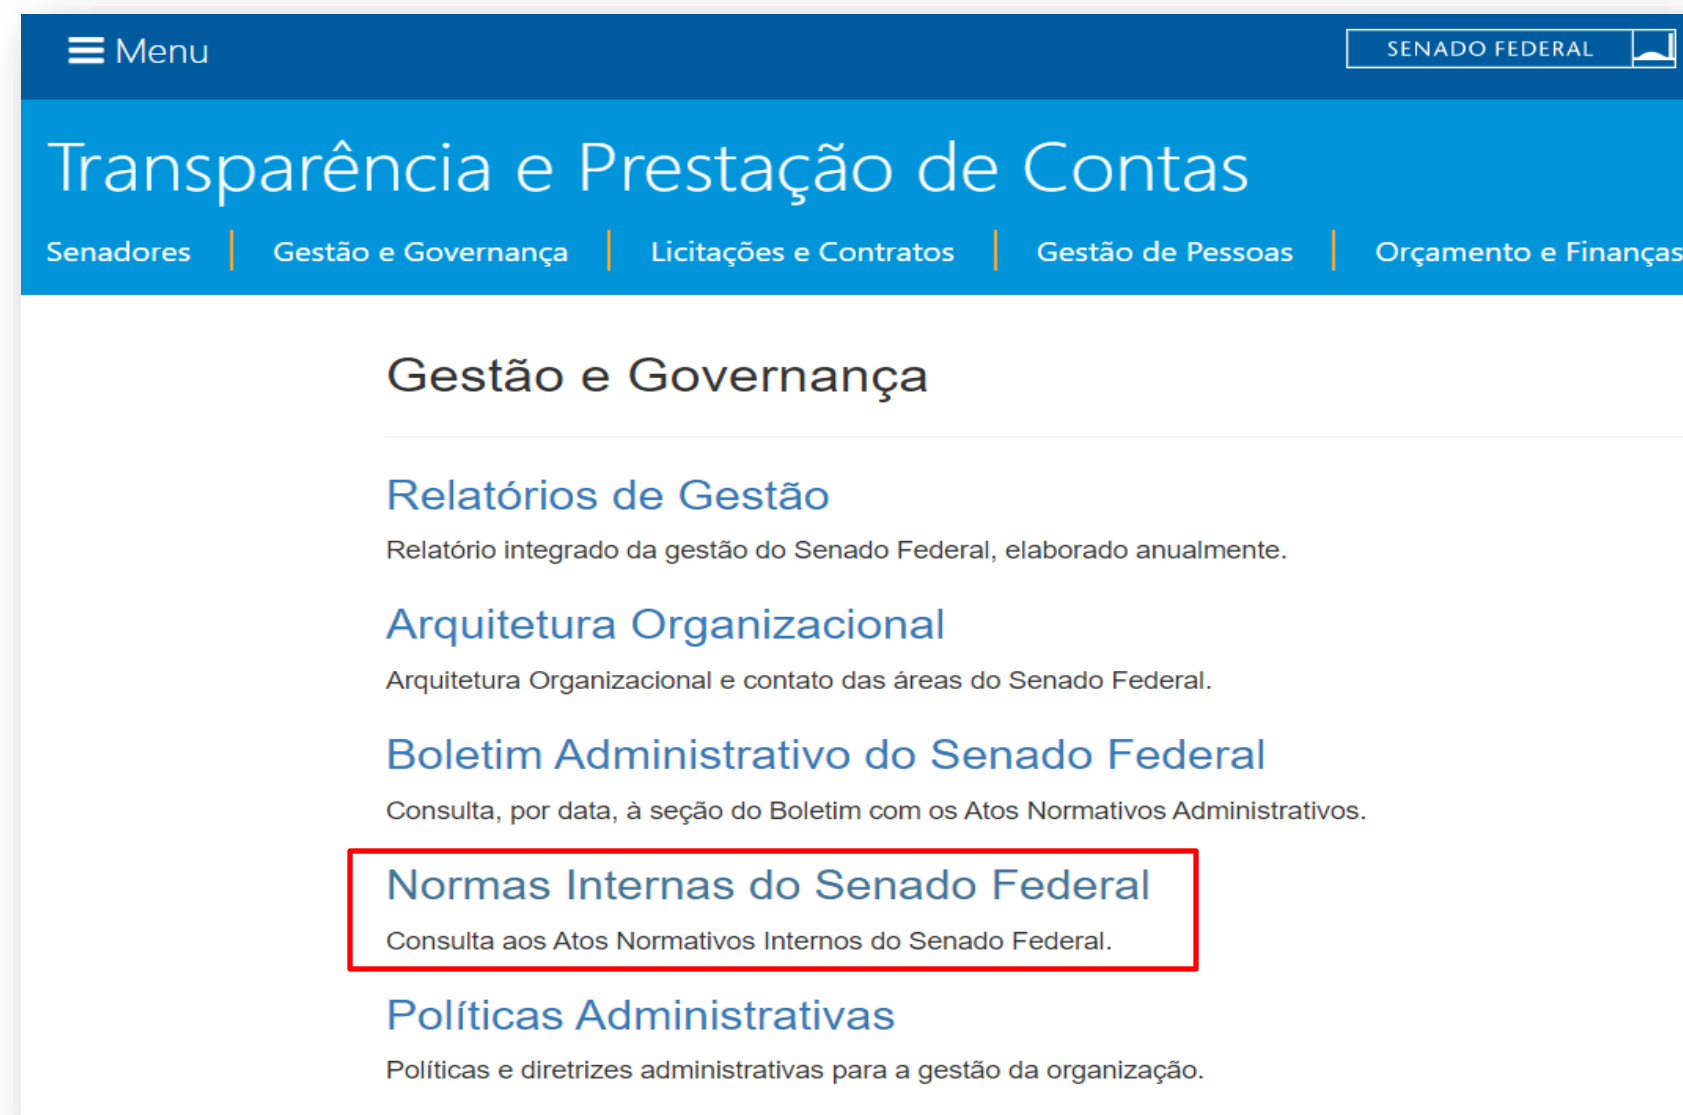 Menu
SENADO FEDERAL
Transparência e Prestação de Contas
Senadores | Gestão e Governança | Licitações e Contratos | Gestão de Pessoas | Orçamento e Finanças
Gestão e Governança
Relatórios de Gestão
Relatório integrado da gestão do Senado Federal, elaborado anualmente.
Arquitetura Organizacional
Arquitetura Organizacional e contato das áreas do Senado Federal.
Boletim Administrativo do Senado Federal
Consulta, por data, à seção do Boletim com os Atos Normativos Administrativos.
Normas Internas do Senado Federal
Consulta aos Atos Normativos Internos do Senado Federal.
Políticas Administrativas
Políticas e diretrizes administrativas para a gestão da organização.